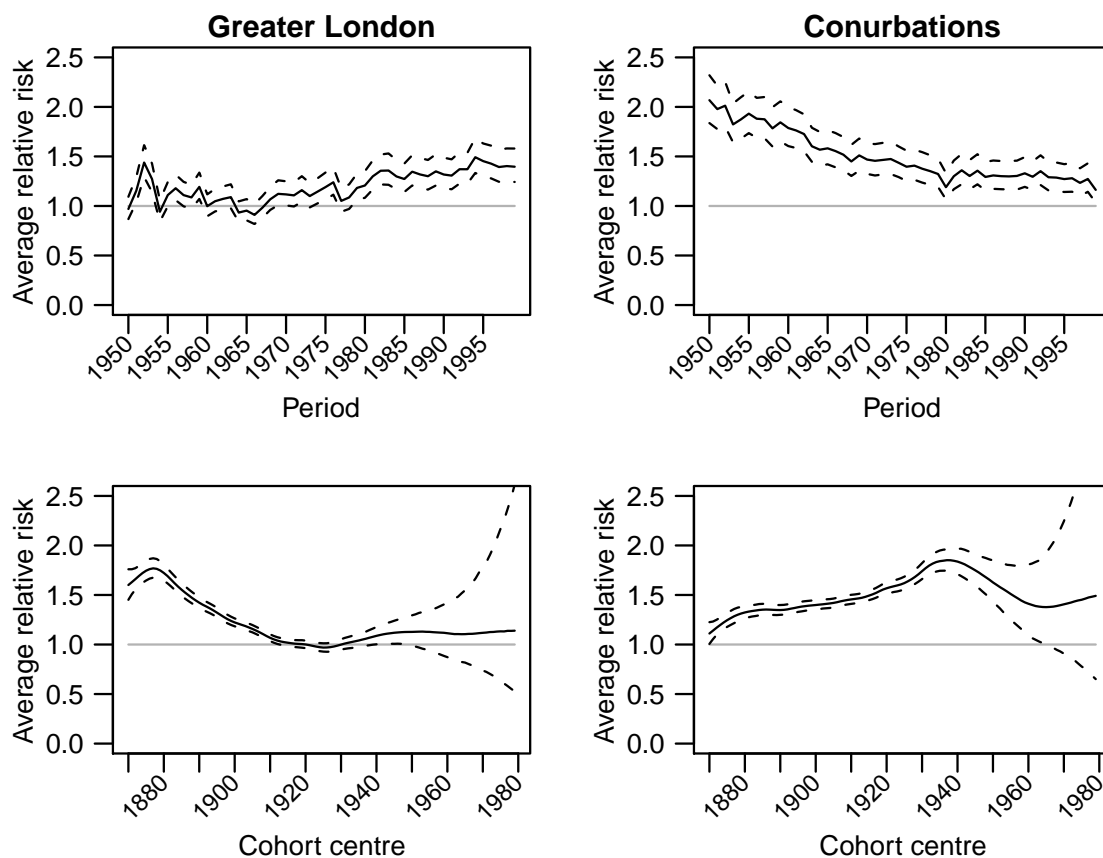 Greater London
Conurbations
Average relative risk
2.5
2.0
1.5
1.0
0.5
0.0
1950 1955 1960 1965 1970 1975 1980 1985 1990 1995
Period
Average relative risk
2.5
2.0
1.5
1.0
0.5
0.0
1950 1955 1960 1965 1970 1975 1980 1985 1990 1995
Period
Average relative risk
2.5
2.0
1.5
1.0
0.5
0.0
1880 1900 1920 1940 1960 1980
Cohort centre
Average relative risk
2.5
2.0
1.5
1.0
0.5
0.0
1880 1900 1920 1940 1960 1980
Cohort centre